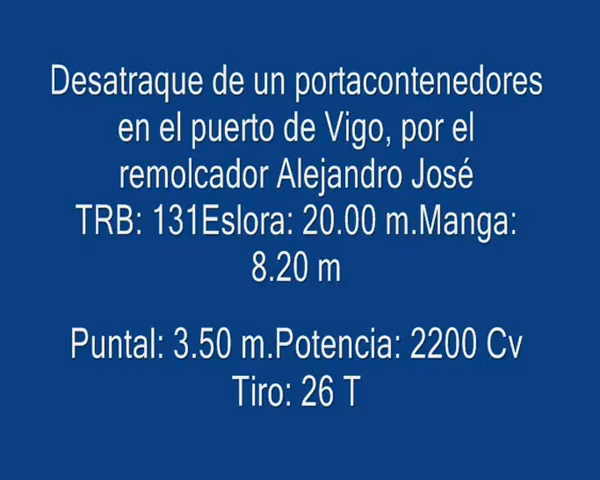 Desatraque de un portacontenedores
en el puerto de Vigo, por el
remolcador Alejandro José
TRB: 131Eslora: 20.00 m.Manga:
8.20 m
Puntal: 3.50 m.Potencia: 2200 Cv
Tiro: 26 T